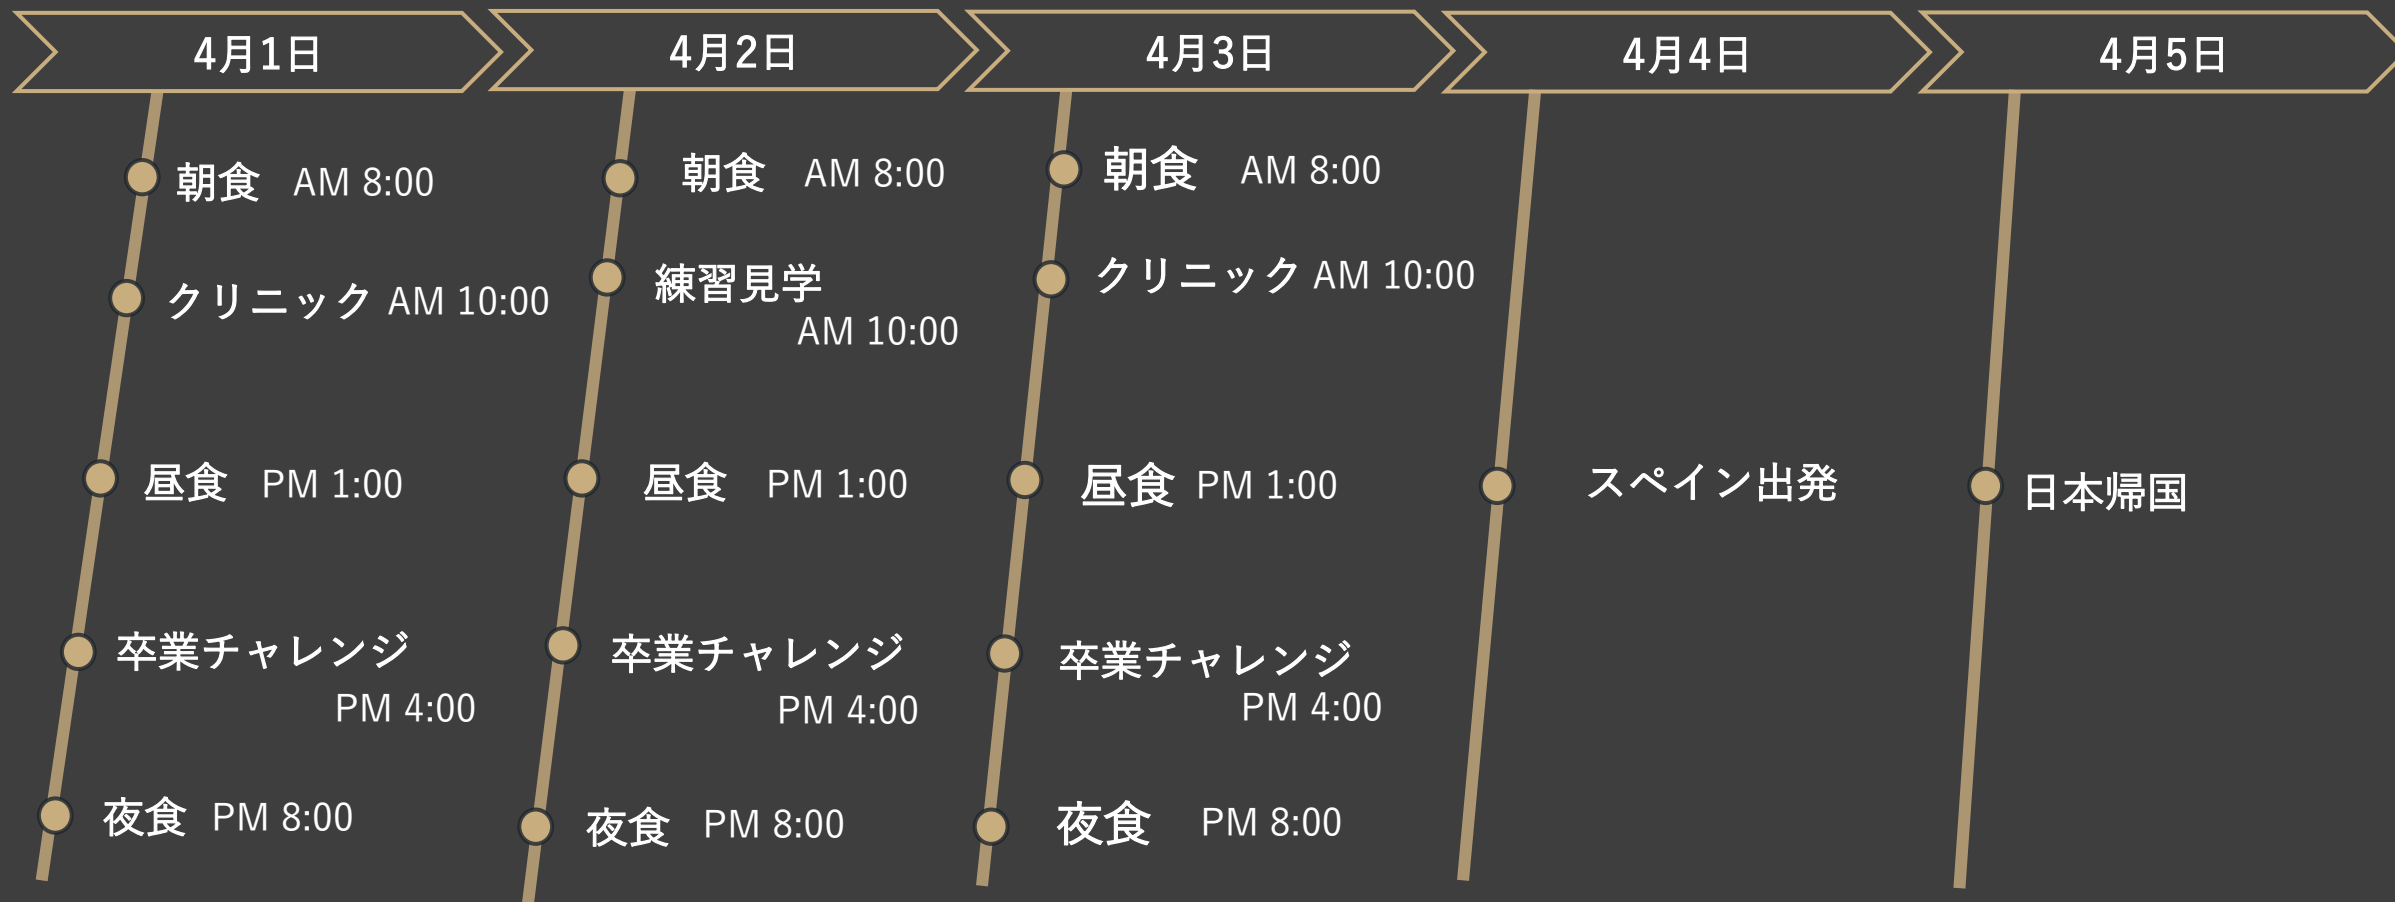 4月1日
朝食 AM 8:00
クリニック AM 10:00
昼食 PM 1:00
卒業チャレンジ
PM 4:00
夜食 PM 8:00
4月2日
朝食 AM 8:00
練習見学
AM 10:00
昼食 PM 1:00
卒業チャレンジ
PM 4:00
夜食 PM 8:00
4月3日
朝食 AM 8:00
クリニック AM 10:00
昼食 PM 1:00
卒業チャレンジ
PM 4:00
夜食 PM 8:00
4月4日
スペイン出発
4月5日
日本帰国